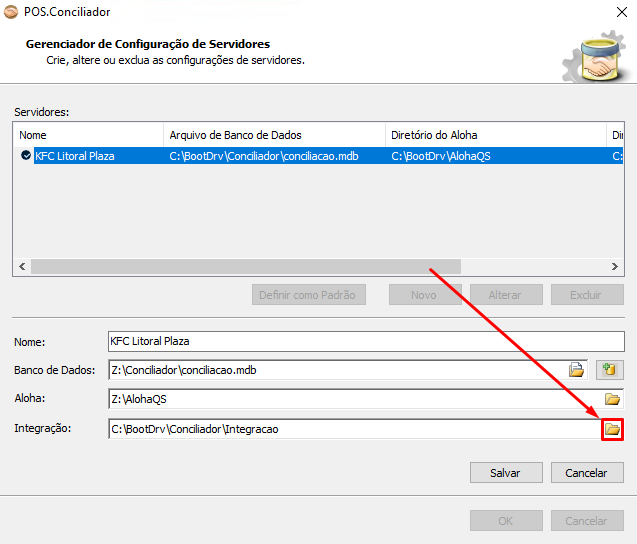 POS.Conciliador
Gerenciador de Configuração de Servidores
Crie, altere ou exclua as configurações de servidores.
Servidores:
Nome Arquivo de Banco de Dados Diretório do Aloha Dir
KFC Litoral Plaza C:\BootDrv\Conciliador\conciliacao.mdb C:\BootDrv\AlohaQS C:
Definir como Padrão Novo Alterar Excluir
Nome: KFC Litoral Plaza
Banco de Dados: Z:\Conciliador\conciliacao.mdb
Aloha: Z:\AlohaQS
Integração: C:\BootDrv\Conciliador\Integracao
Salvar Cancelar
OK Cancelar